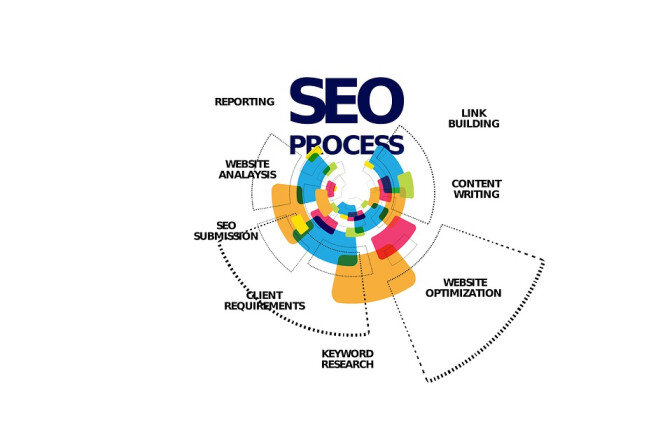 SEO
PROCESS
REPORTING
LINK
BUILDING
WEBSITE
ANALAYSIS
CONTENT
WRITING
SEO
SUBMISSION
WEBSITE
OPTIMIZATION
CLIENT
REQUIREMENTS
KEYWORD
RESEARCH